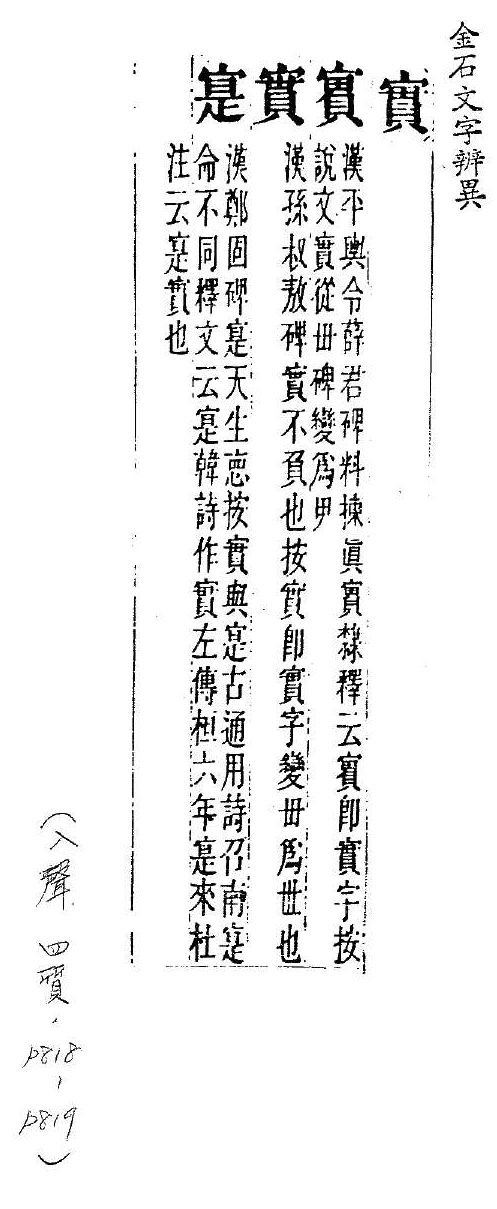 金石文字辨異
實
實
漢平輿令薛君碑料揀眞實隸釋云實即實字按
說文實從毌碑變爲甲
實
漢孫叔敖碑實不負也按實即實字變毌爲世也
寔
漢鄭固碑寔天生悳按實與寔古通用詩召南寔
命不同釋文云寔韓詩作實左傳桓六年寔來杜
注云寔實也
(入聲 四質, p818, p819)